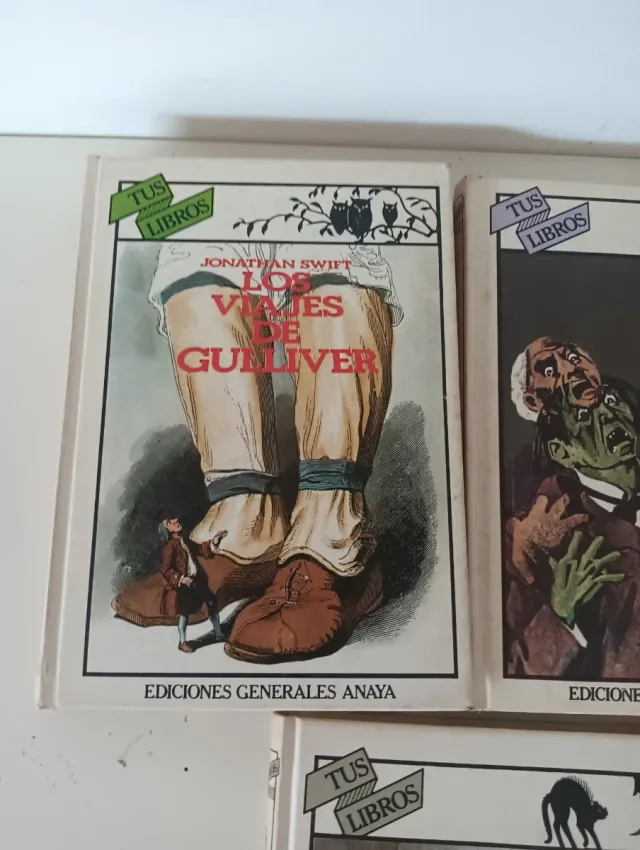 TUS
LIBROS
JONATHAN SWIFT
LOS
VIAJES
DE
GULLIVER
EDICIONES GENERALES ANAYA
TUS
LIBROS
EDICIONE
TUS
LIBROS